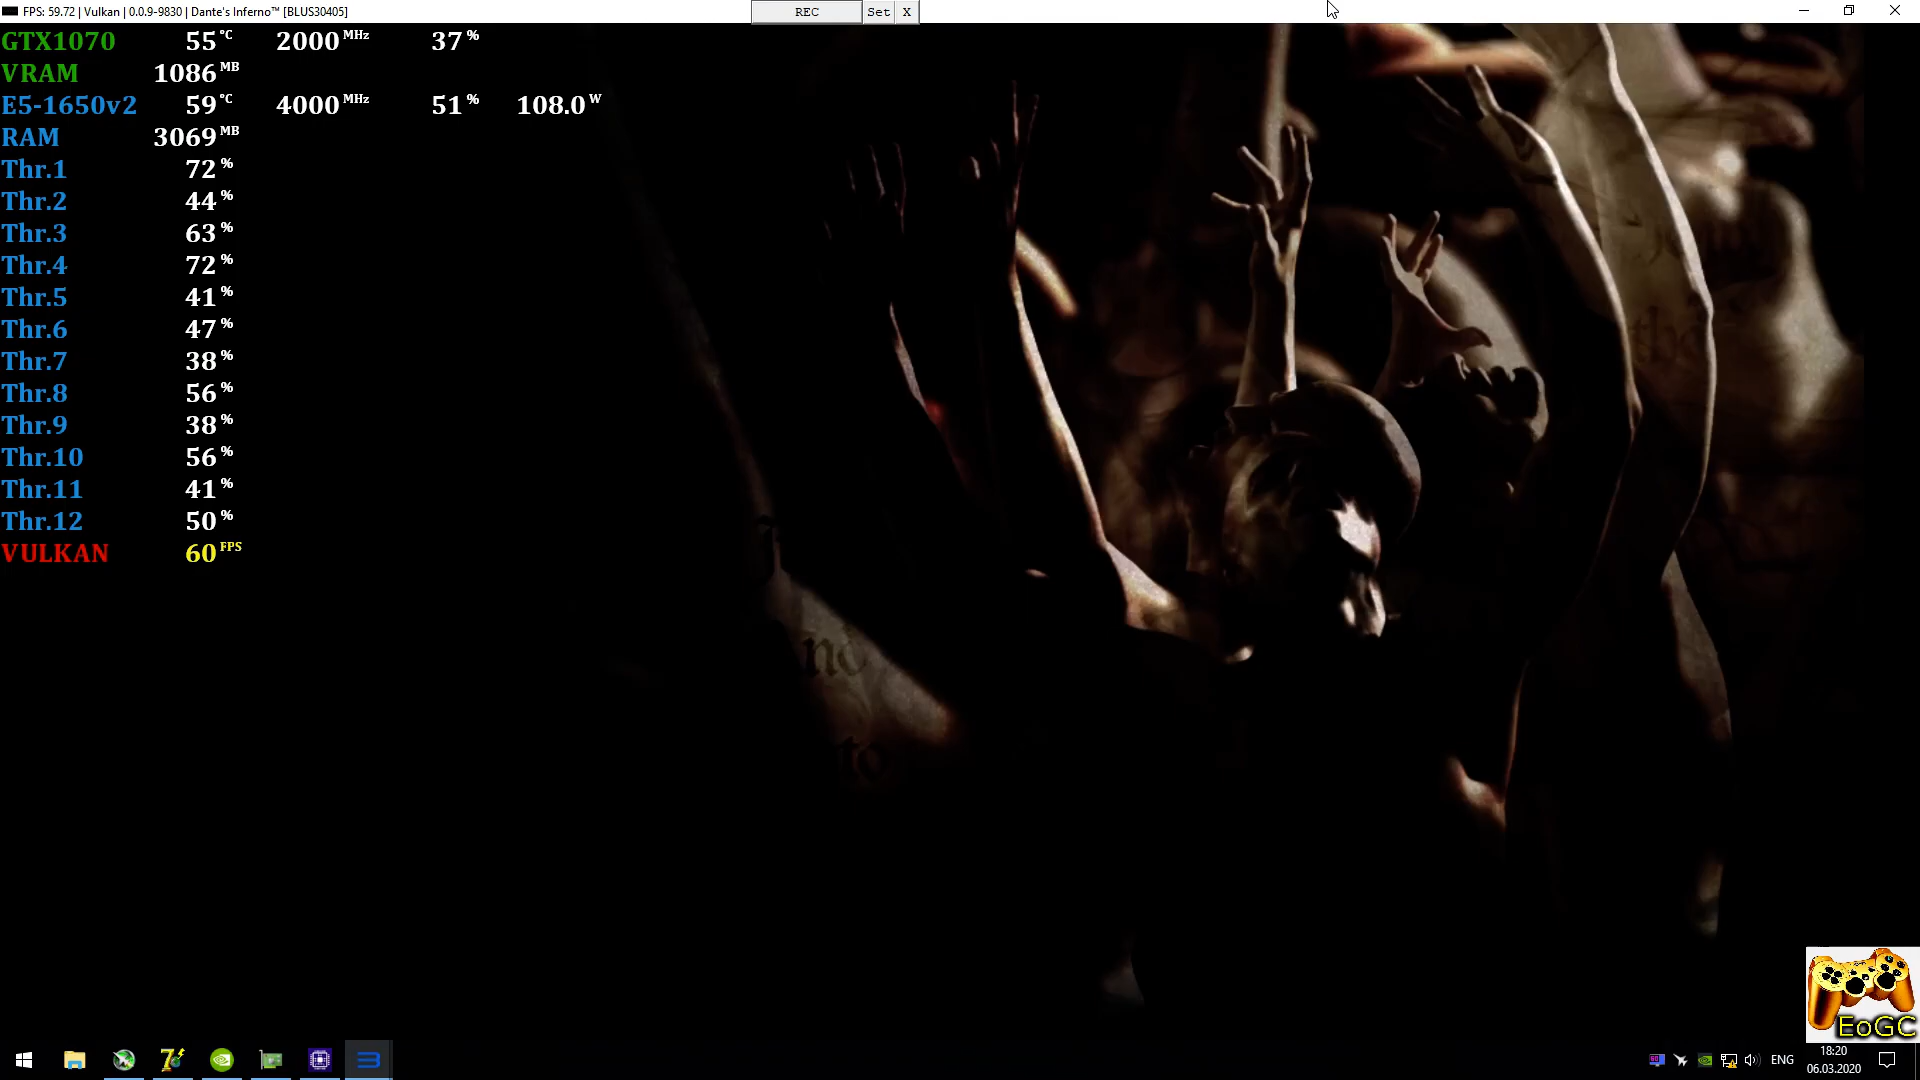 FPS: 59.72 | Vulkan | 0.0.9-9830 | Dante's Inferno™ [BLUS30405]
REC Set X
GTX1070 55 °C 2000 MHz 37 %
VRAM 1086 MB
E5-1650v2 59 °C 4000 MHz 51 % 108.0 W
RAM 3069 MB
Thr.1 72 %
Thr.2 44 %
Thr.3 63 %
Thr.4 72 %
Thr.5 41 %
Thr.6 47 %
Thr.7 38 %
Thr.8 56 %
Thr.9 38 %
Thr.10 56 %
Thr.11 41 %
Thr.12 50 %
VULKAN 60 FPS
the
to
EoGC
ENG
18:20
06.03.2020